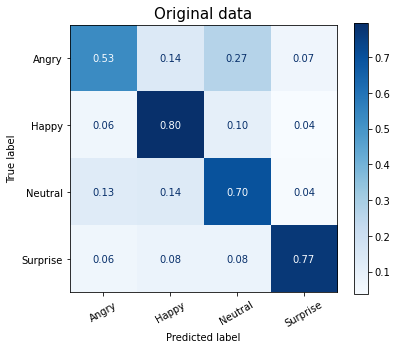 Original data
True label
Angry 0.53 0.14 0.27 0.07
Happy 0.06 0.80 0.10 0.04
Neutral 0.13 0.14 0.70 0.04
Surprise 0.06 0.08 0.08 0.77
Angry Happy Neutral Surprise
Predicted label
0.7
0.6
0.5
0.4
0.3
0.2
0.1